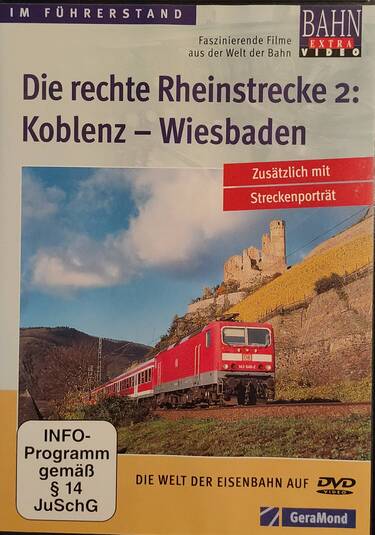 IM FÜHRERSTAND
Faszinierende Filme
aus der Welt der Bahn
BAHN
EXTRA
VIDEO
Die rechte Rheinstrecke 2:
Koblenz – Wiesbaden
Zusätzlich mit
Streckenporträt
INFO-
Programm
gemäß
§ 14
JuSchG
DIE WELT DER EISENBAHN AUF DVD
VIDEO
GeraMond